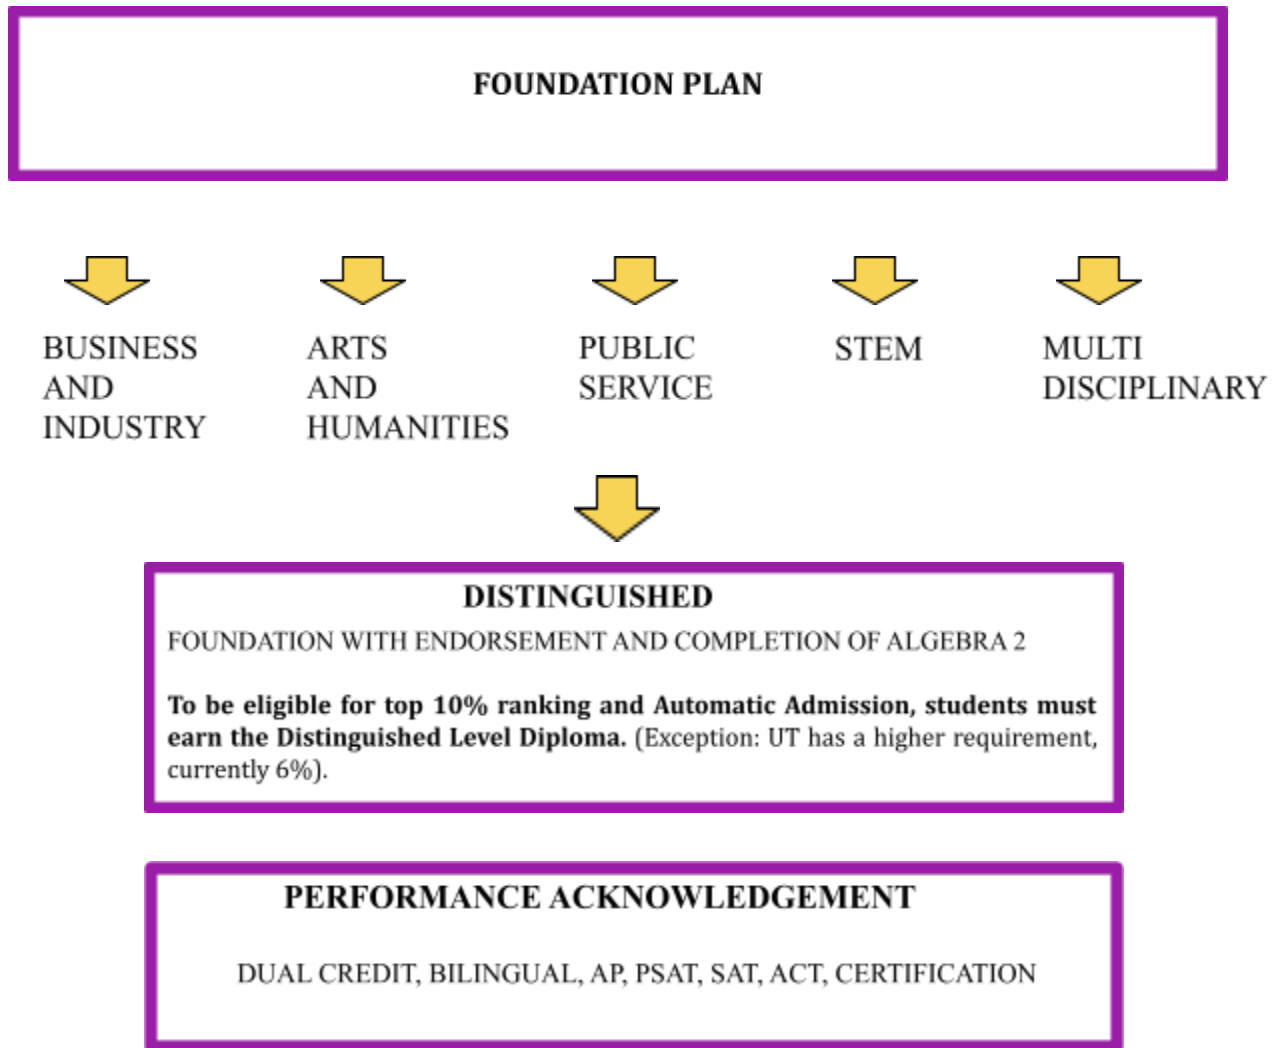 FOUNDATION PLAN
BUSINESS
AND
INDUSTRY
ARTS
AND
HUMANITIES
PUBLIC
SERVICE
STEM
MULTI
DISCIPLINARY
DISTINGUISHED
FOUNDATION WITH ENDORSEMENT AND COMPLETION OF ALGEBRA 2
To be eligible for top 10% ranking and Automatic Admission, students must
earn the Distinguished Level Diploma. (Exception: UT has a higher requirement,
currently 6%).
PERFORMANCE ACKNOWLEDGEMENT
DUAL CREDIT, BILINGUAL, AP, PSAT, SAT, ACT, CERTIFICATION